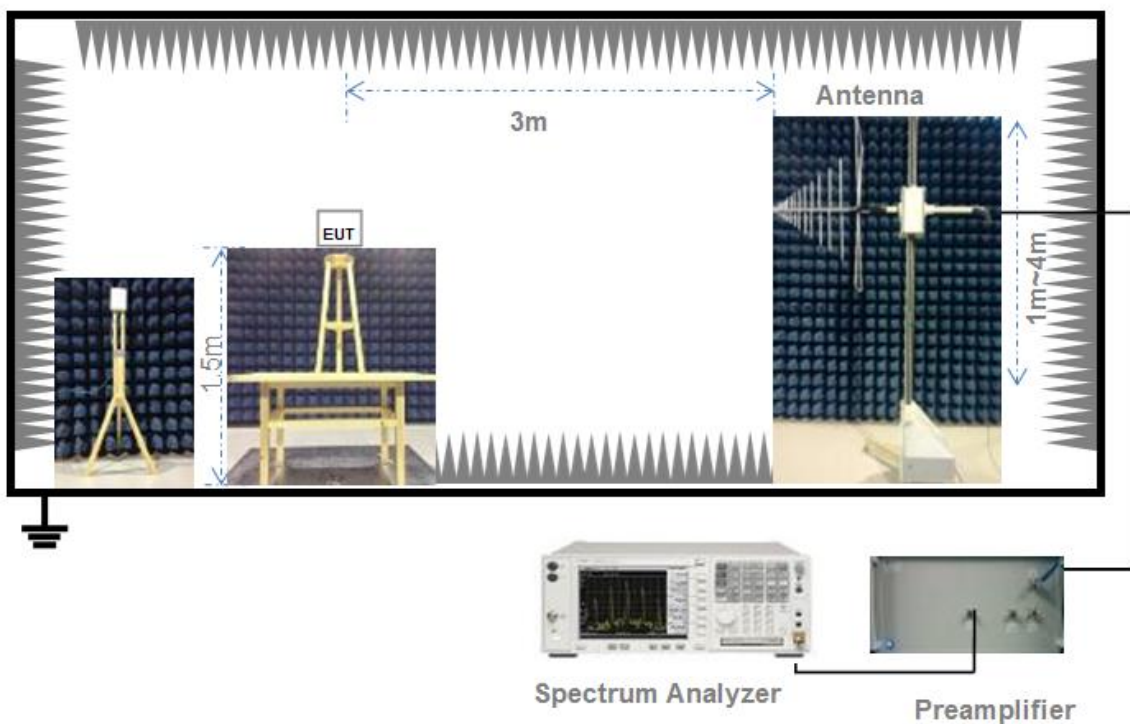 Antenna
3m
EUT
1.5m
1m~4m
Spectrum Analyzer
Preamplifier